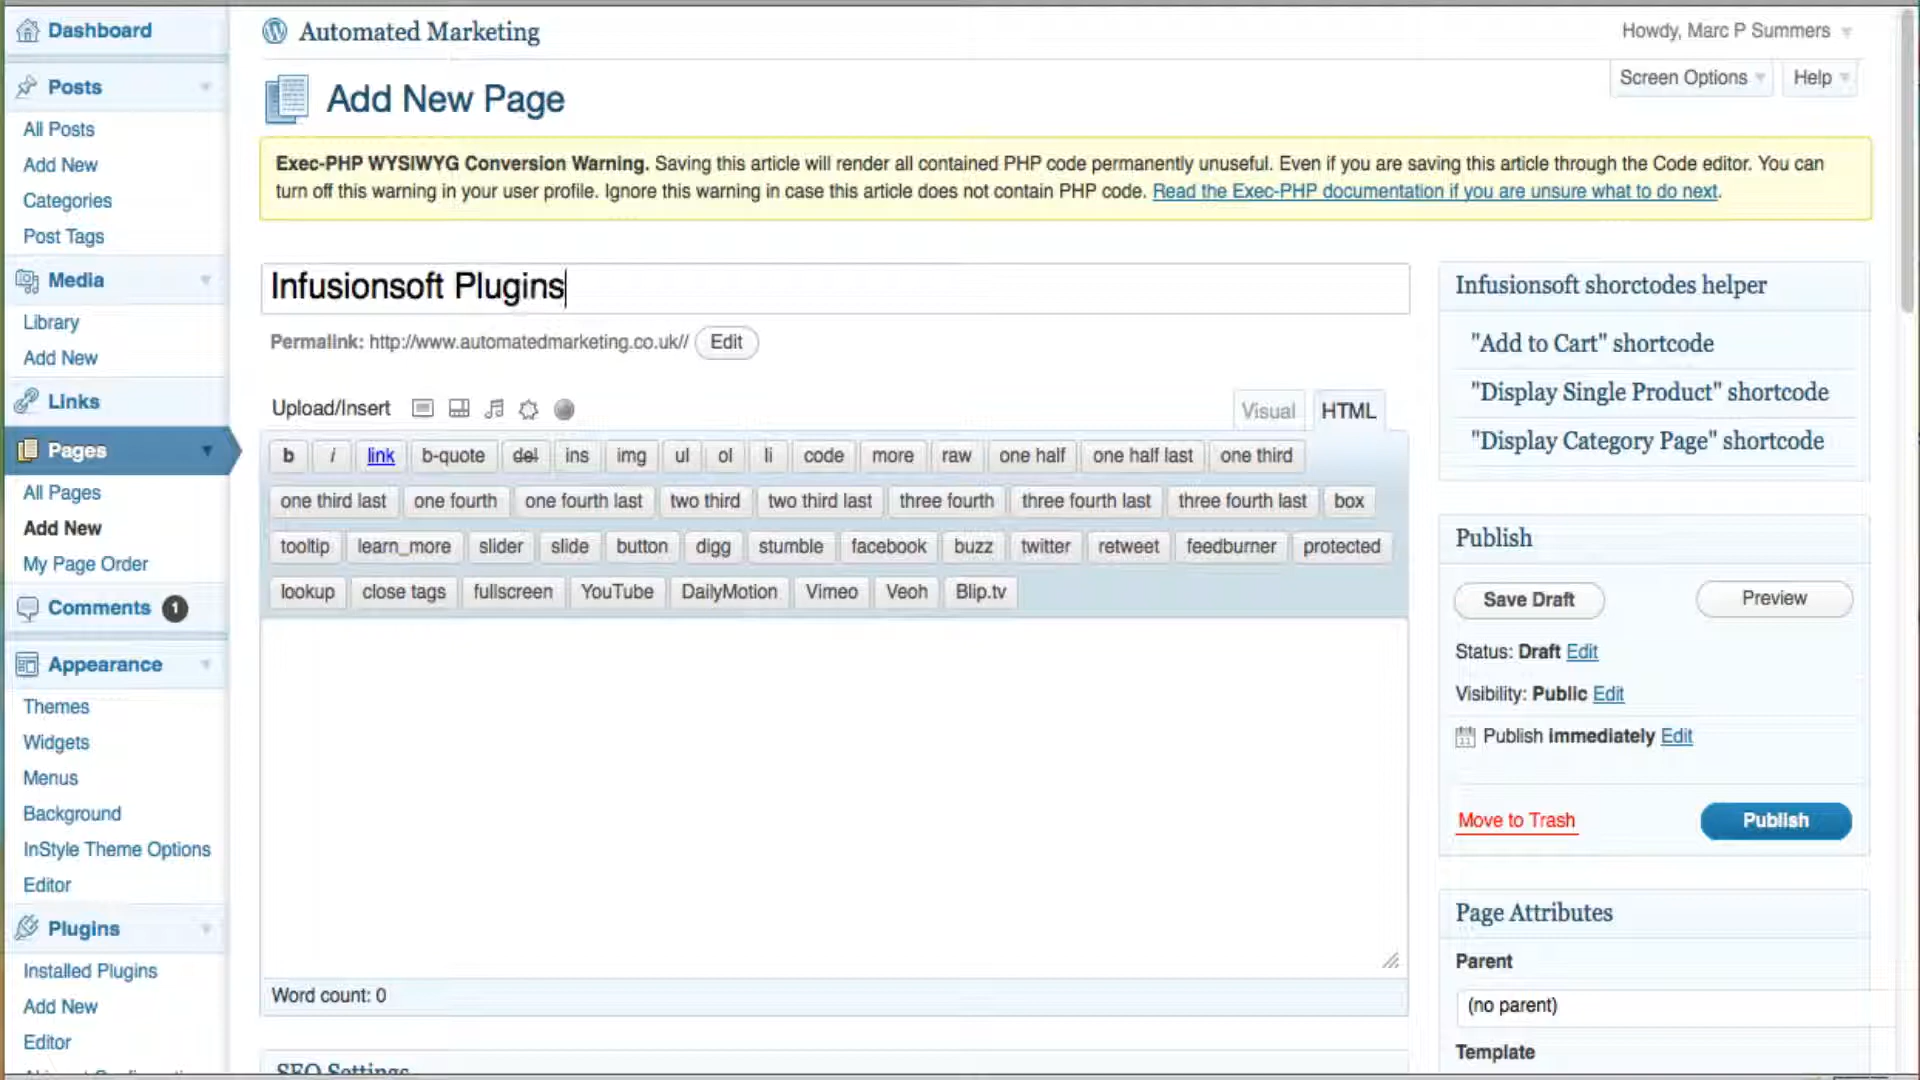 Dashboard
Posts
All Posts
Add New
Categories
Post Tags
Media
Library
Add New
Links
Pages
All Pages
Add New
My Page Order
Comments 1
Appearance
Themes
Widgets
Menus
Background
InStyle Theme Options
Editor
Plugins
Installed Plugins
Add New
Editor
Automated Marketing
Howdy, Marc P Summers
Screen Options
Help
Add New Page
Exec-PHP WYSIWYG Conversion Warning. Saving this article will render all contained PHP code permanently unuseful. Even if you are saving this article through the Code editor. You can
turn off this warning in your user profile. Ignore this warning in case this article does not contain PHP code. Read the Exec-PHP documentation if you are unsure what to do next.
Infusionsoft Plugins
Permalink: http://www.automatedmarketing.co.uk// Edit
Upload/Insert
Visual HTML
b i link b-quote del ins img ul ol li code more raw one half one half last one third
one third last one fourth one fourth last two third two third last three fourth three fourth last three fourth last box
tooltip learn_more slider slide button digg stumble facebook buzz twitter retweet feedburner protected
lookup close tags fullscreen YouTube DailyMotion Vimeo Veoh Blip.tv
Word count: 0
SEO Settings
Infusionsoft shorctodes helper
"Add to Cart" shortcode
"Display Single Product" shortcode
"Display Category Page" shortcode
Publish
Save Draft
Preview
Status: Draft Edit
Visibility: Public Edit
Publish immediately Edit
Move to Trash
Publish
Page Attributes
Parent
(no parent)
Template